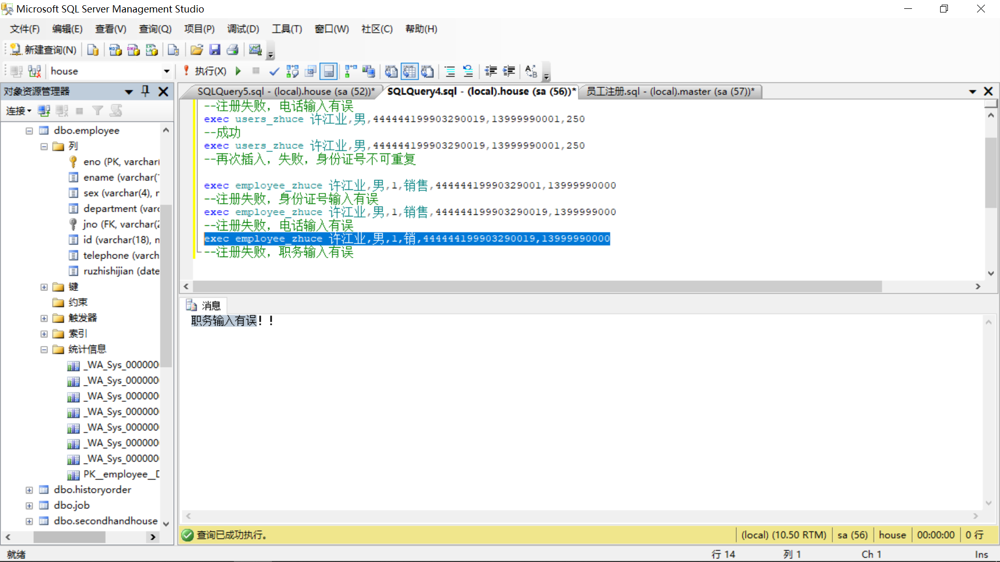 Microsoft SQL Server Management Studio
文件(F) 编辑(E) 查看(V) 查询(Q) 项目(P) 调试(D) 工具(T) 窗口(W) 社区(C) 帮助(H)
新建查询(N)
house
执行(X)
对象资源管理器
SQLQuery5.sql - (local).house (sa (52))* SQLQuery4.sql - (local).house (sa (56))* 员工注册.sql - (local).master (sa (57))*
连接
dbo.employee
列
eno (PK, varchar(
ename (varchar(
sex (varchar(4), n
department (varc
jno (FK, varchar(2
id (varchar(18), n
telephone (varch
ruzhishijian (date
键
约束
触发器
索引
统计信息
_WA_Sys_000000
_WA_Sys_000000
_WA_Sys_000000
_WA_Sys_000000
_WA_Sys_000000
_WA_Sys_000000
_WA_Sys_000000
PK__employee__D
dbo.historyorder
dbo.job
dbo.secondhandhouse
--注册失败，电话输入有误
exec users_zhuce 许江业,男,444444199903290019,13999990001,250
--成功
exec users_zhuce 许江业,男,444444199903290019,13999990001,250
--再次插入，失败，身份证号不可重复
exec employee_zhuce 许江业,男,1,销售,44444419990329001,13999990000
--注册失败，身份证号输入有误
exec employee_zhuce 许江业,男,1,销售,444444199903290019,1399999000
--注册失败，电话输入有误
exec employee_zhuce 许江业,男,1,销,444444199903290019,13999990000
--注册失败，职务输入有误
消息
职务输入有误！！
查询已成功执行。
(local) (10.50 RTM) sa (56) house 00:00:00 0 行
就绪
行 14 列 1 Ch 1 Ins